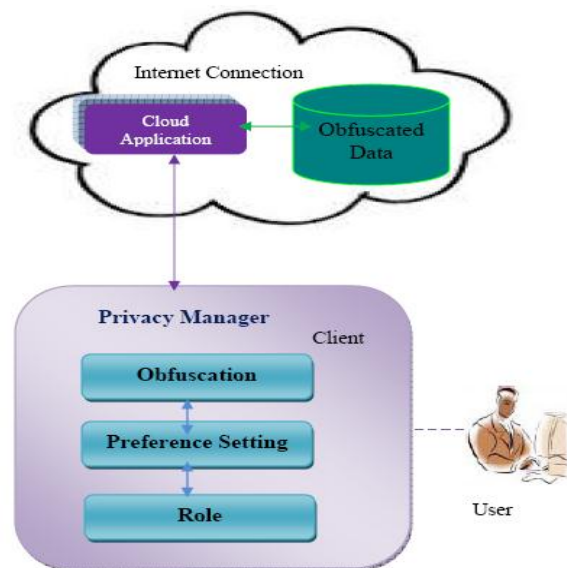 Internet Connection
Cloud
Application
Obfuscated
Data
Privacy Manager
Client
Obfuscation
Preference Setting
Role
User